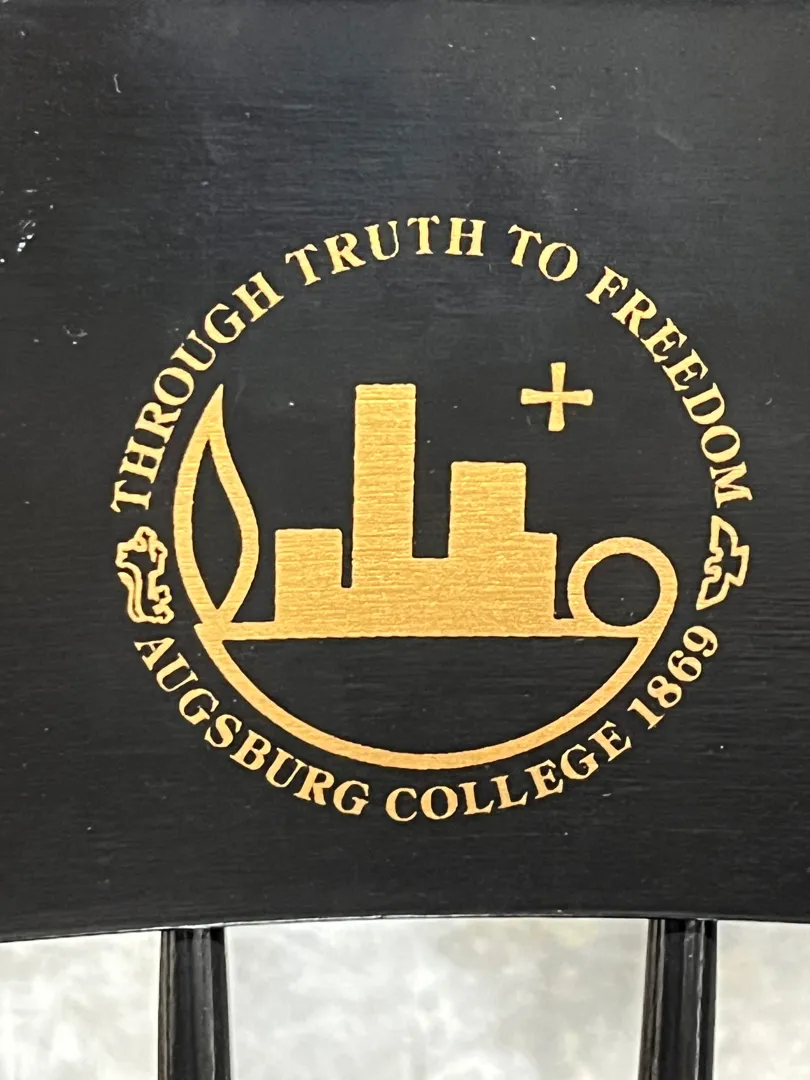 THROUGH TRUTH TO FREEDOM
AUGSBURG COLLEGE 1869